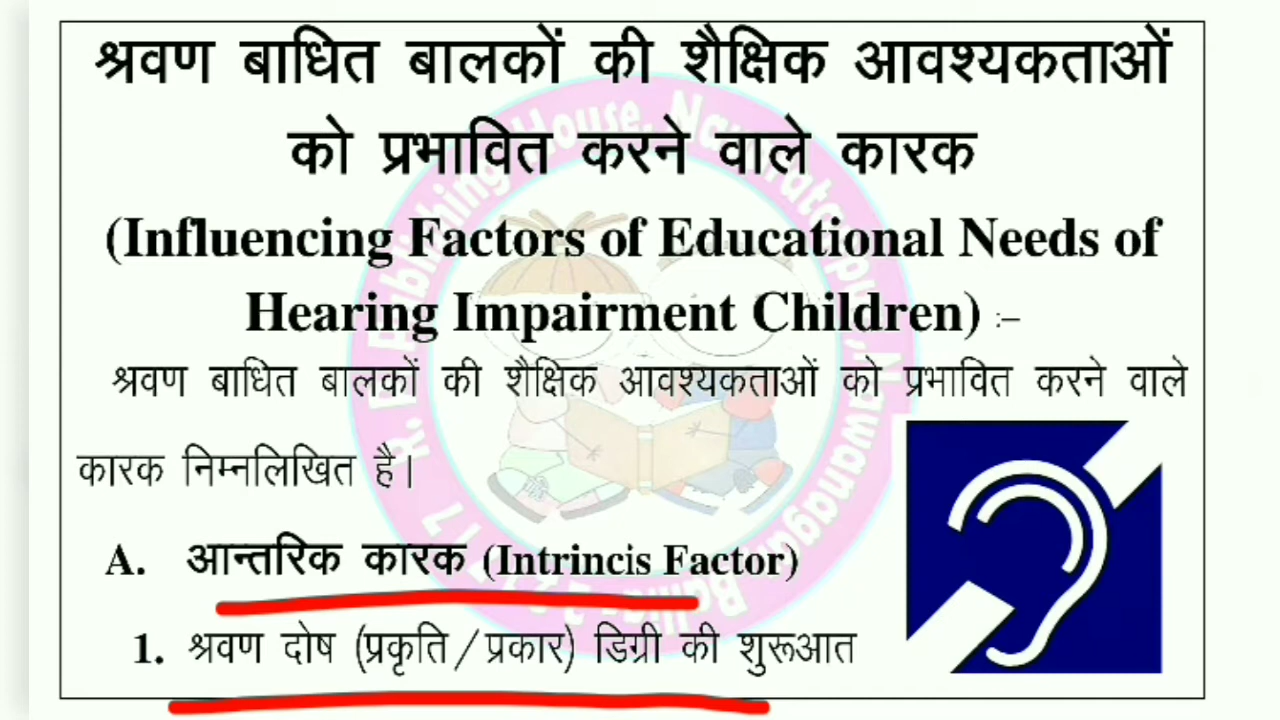 श्रवण बाधित बालकों की शैक्षिक आवश्यकताओं
को प्रभावित करने वाले कारक
(Influencing Factors of Educational Needs of
Hearing Impairment Children) :–
श्रवण बाधित बालकों की शैक्षिक आवश्यकताओं को प्रभावित करने वाले
कारक निम्नलिखित है।
A. आन्तरिक कारक (Intrincis Factor)
1. श्रवण दोष (प्रकृति/प्रकार) डिग्री की शुरूआत